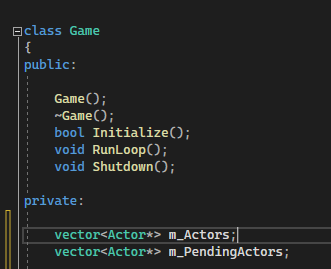 class Game
{
public:
Game();
~Game();
bool Initialize();
void RunLoop();
void Shutdown();
private:
vector<Actor*> m_Actors;
vector<Actor*> m_PendingActors;